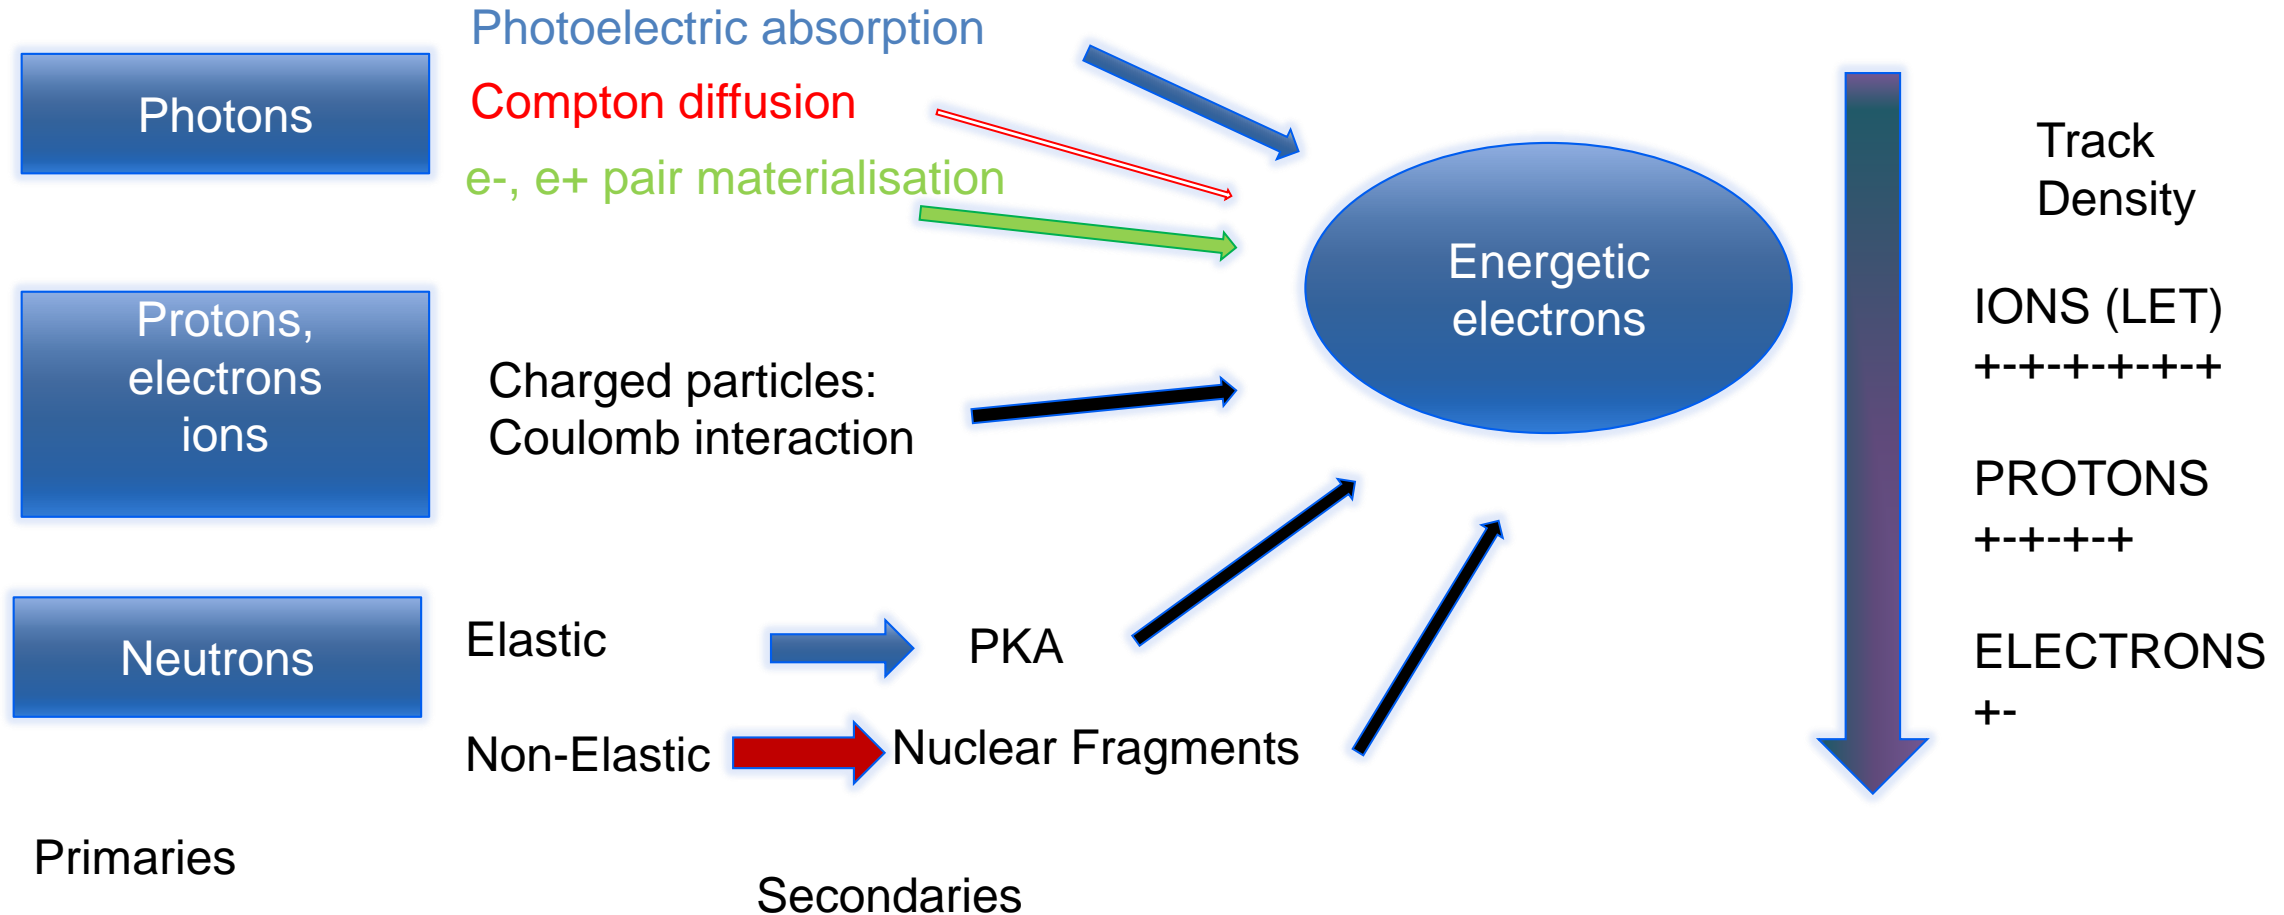 Photoelectric absorption
Photons
Compton diffusion
e-, e+ pair materialisation
Protons,
electrons
ions
Charged particles:
Coulomb interaction
Neutrons
Elastic
PKA
Non-Elastic
Nuclear Fragments
Energetic
electrons
Track
Density
IONS (LET)
+-+-+-+-+-+
PROTONS
+-+-+-+
ELECTRONS
+-
Primaries
Secondaries